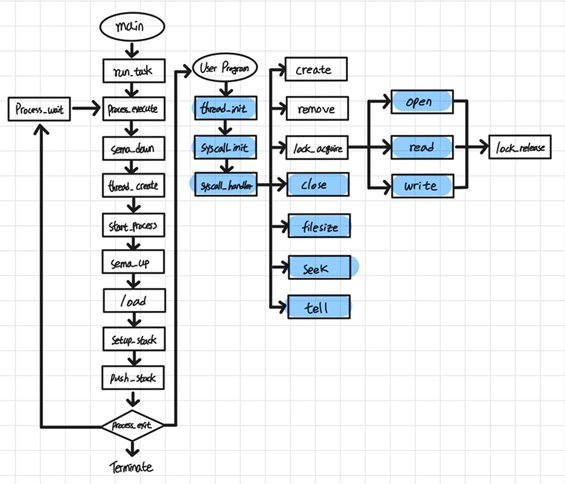 main
run_task
Process_execute
sema_down
thread_create
start_process
sema_up
load
setup_stack
push_stack
process_exit
Terminate
Process_wait
User Program
thread_init
syscall_init
syscall_handler
create
remove
lock_acquire
close
filesize
seek
tell
open
read
write
lock_release